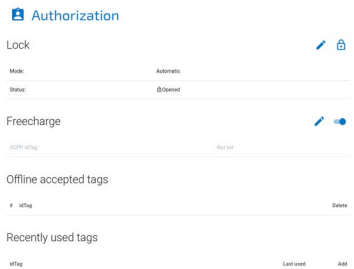 Authorization
Lock
Mode: Automatic
Status: Opened
Freecharge
OCPP idTag: Not set
Offline accepted tags
# idTag Delete
Recently used tags
idTag Last used Add